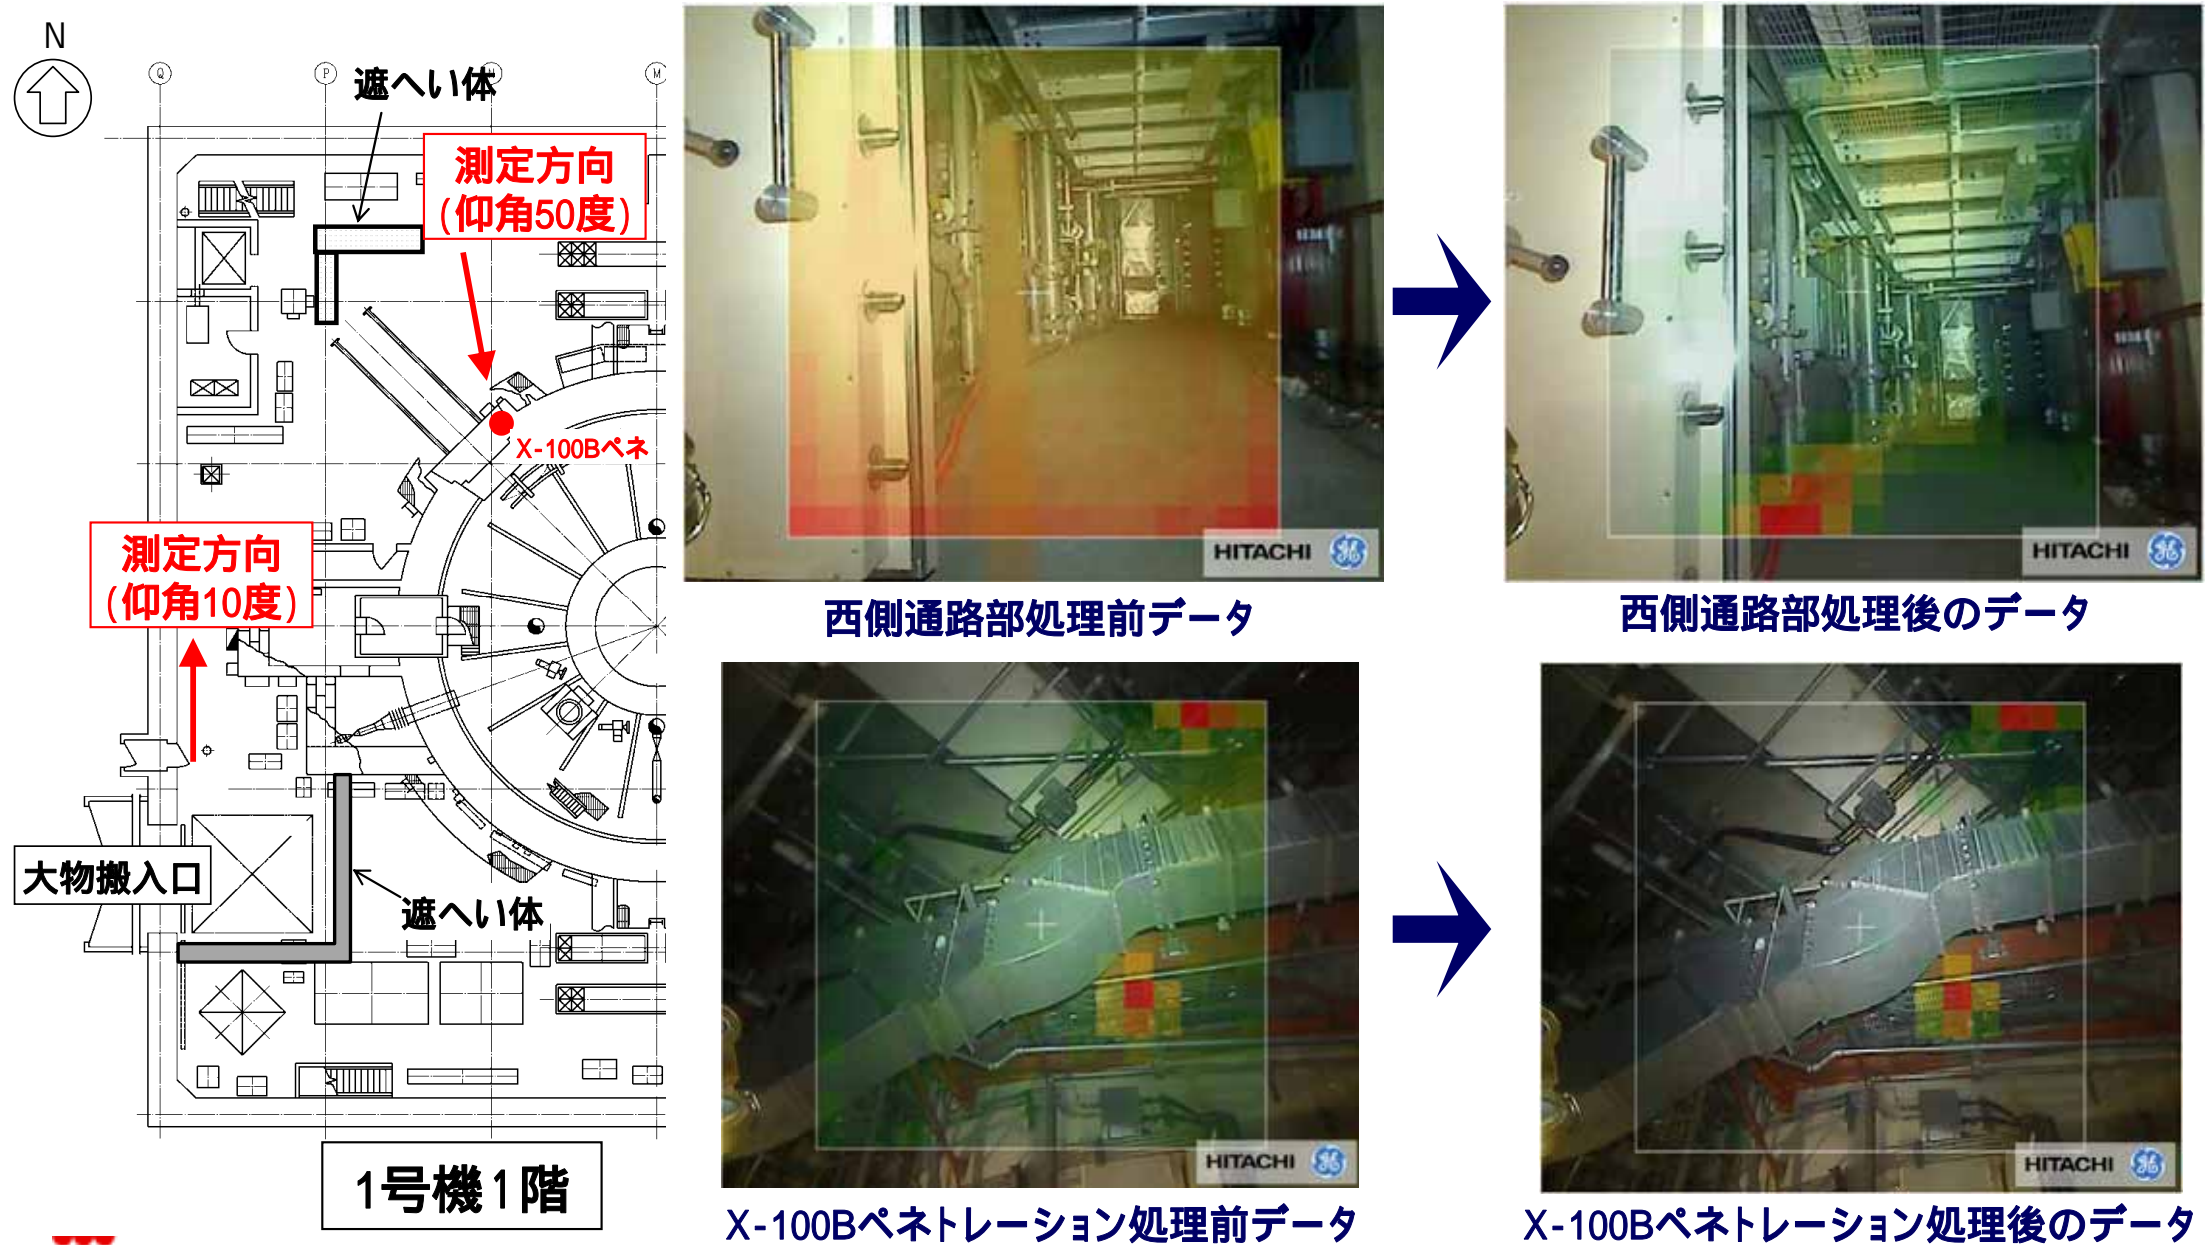 N
Q
P
M
遮へい体
測定方向
(仰角50度)
X-100Bペネ
測定方向
(仰角10度)
大物搬入口
遮へい体
1号機1階
HITACHI
西側通路部処理前データ
HITACHI
西側通路部処理後のデータ
HITACHI
X-100Bペネトレーション処理前データ
HITACHI
X-100Bペネトレーション処理後のデータ